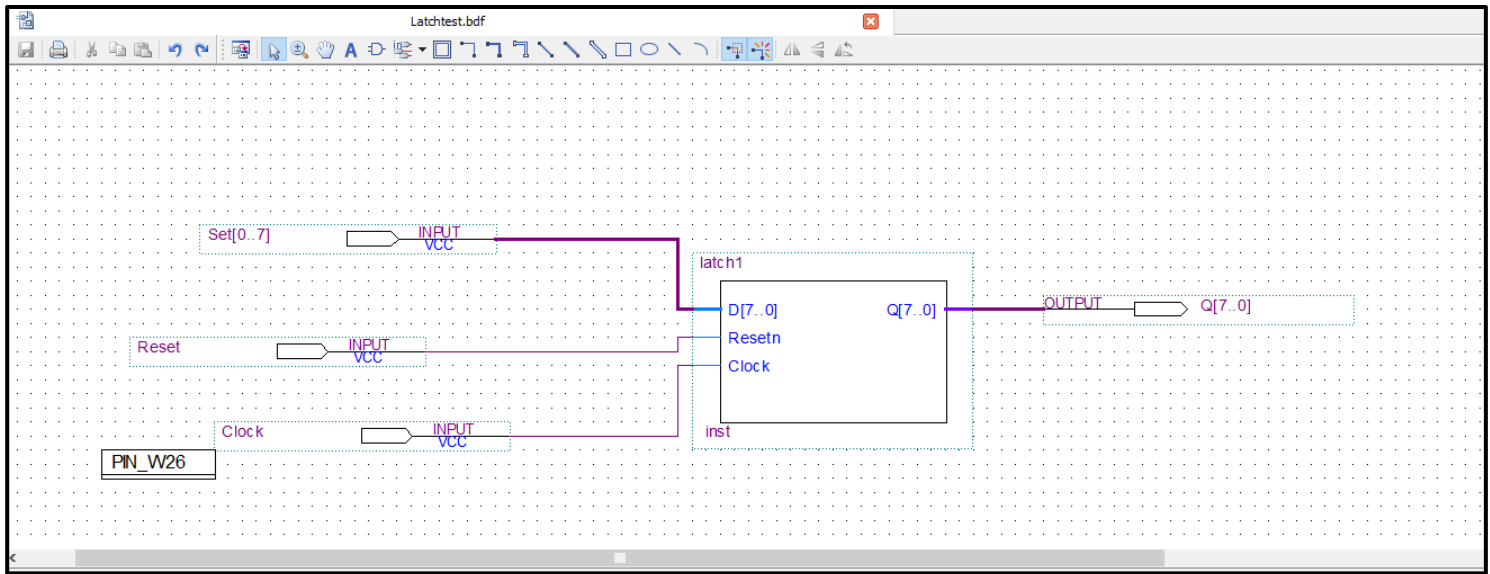 Latchtest.bdf
A
Set[0..7]
INPUT
VCC
latch1
D[7..0]
Q[7..0]
OUTPUT
Q[7..0]
Resetn
Reset
INPUT
VCC
Clock
Clock
INPUT
VCC
inst
PIN_W26